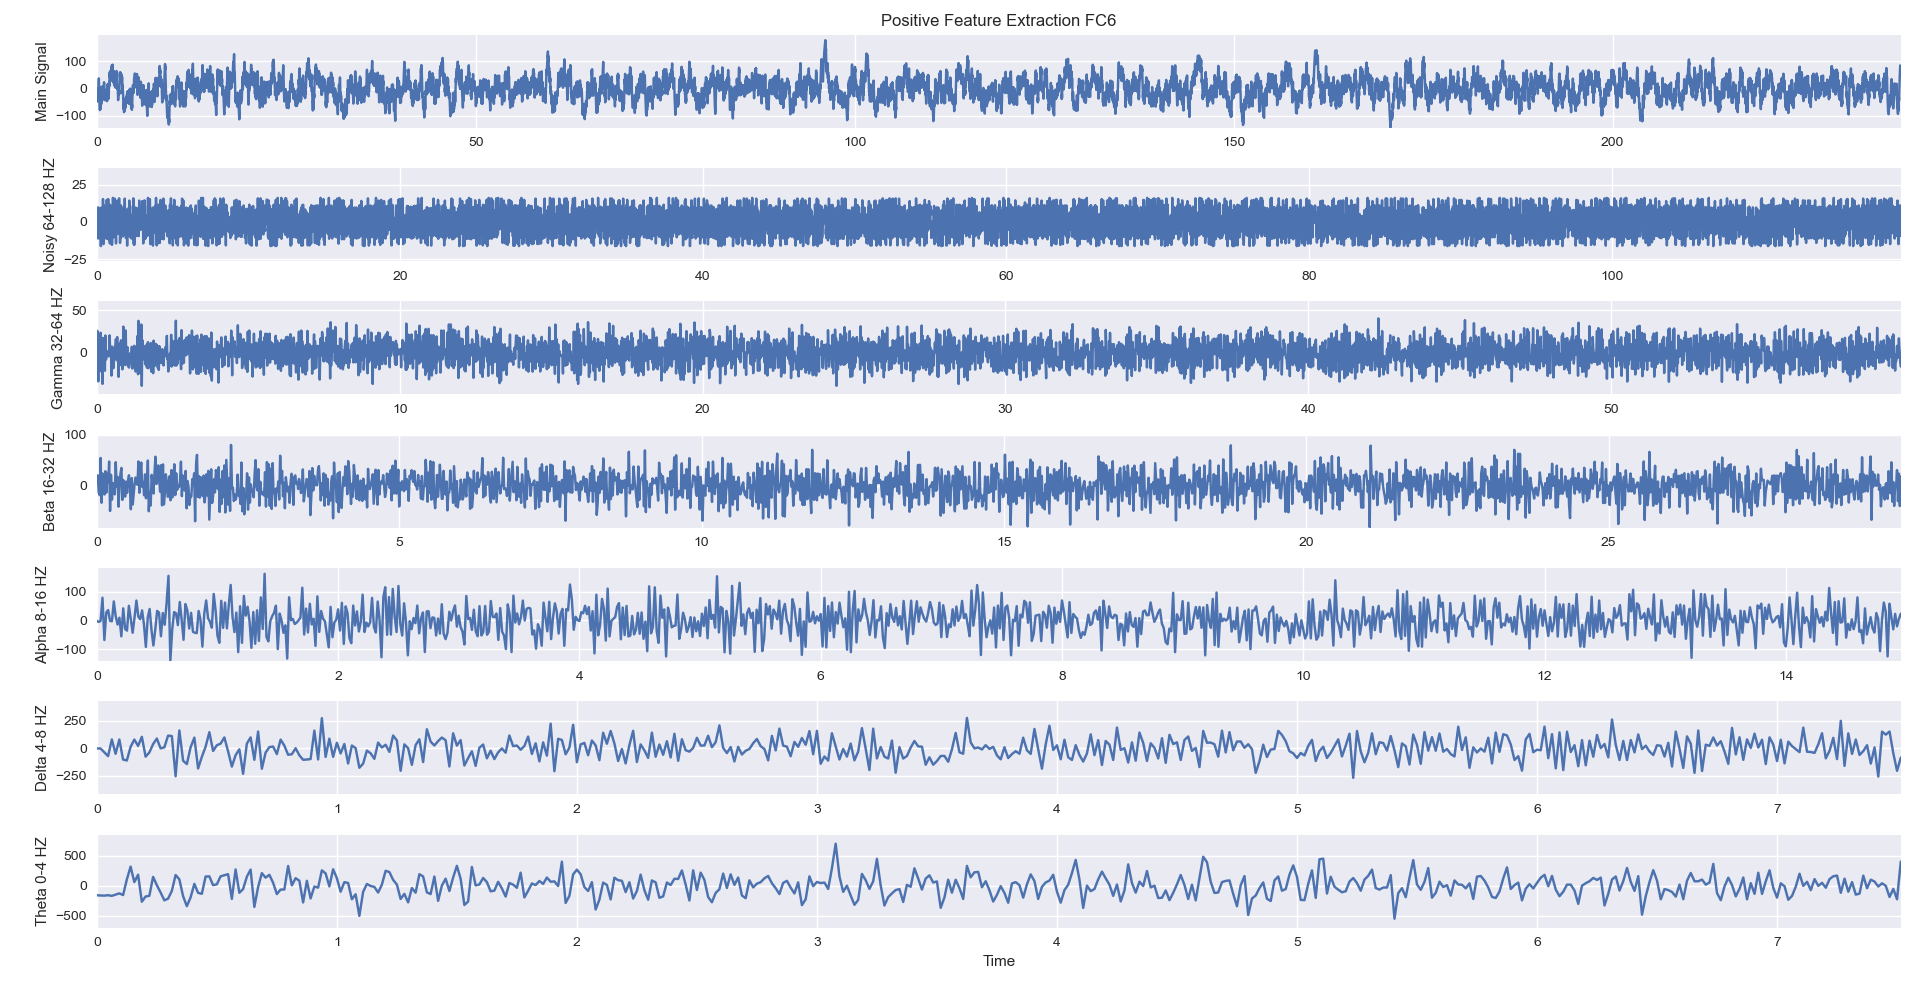 Positive Feature Extraction FC6
Main Signal
100
0
−100
0 50 100 150 200
Noisy 64-128 HZ
25
0
−25
0 20 40 60 80 100
Gamma 32-64 HZ
50
0
0 10 20 30 40 50
Beta 16-32 HZ
100
0
0 5 10 15 20 25
Alpha 8-16 HZ
100
0
−100
0 2 4 6 8 10 12 14
Delta 4-8 HZ
250
0
−250
0 1 2 3 4 5 6 7
Theta 0-4 HZ
500
0
−500
0 1 2 3 4 5 6 7
Time